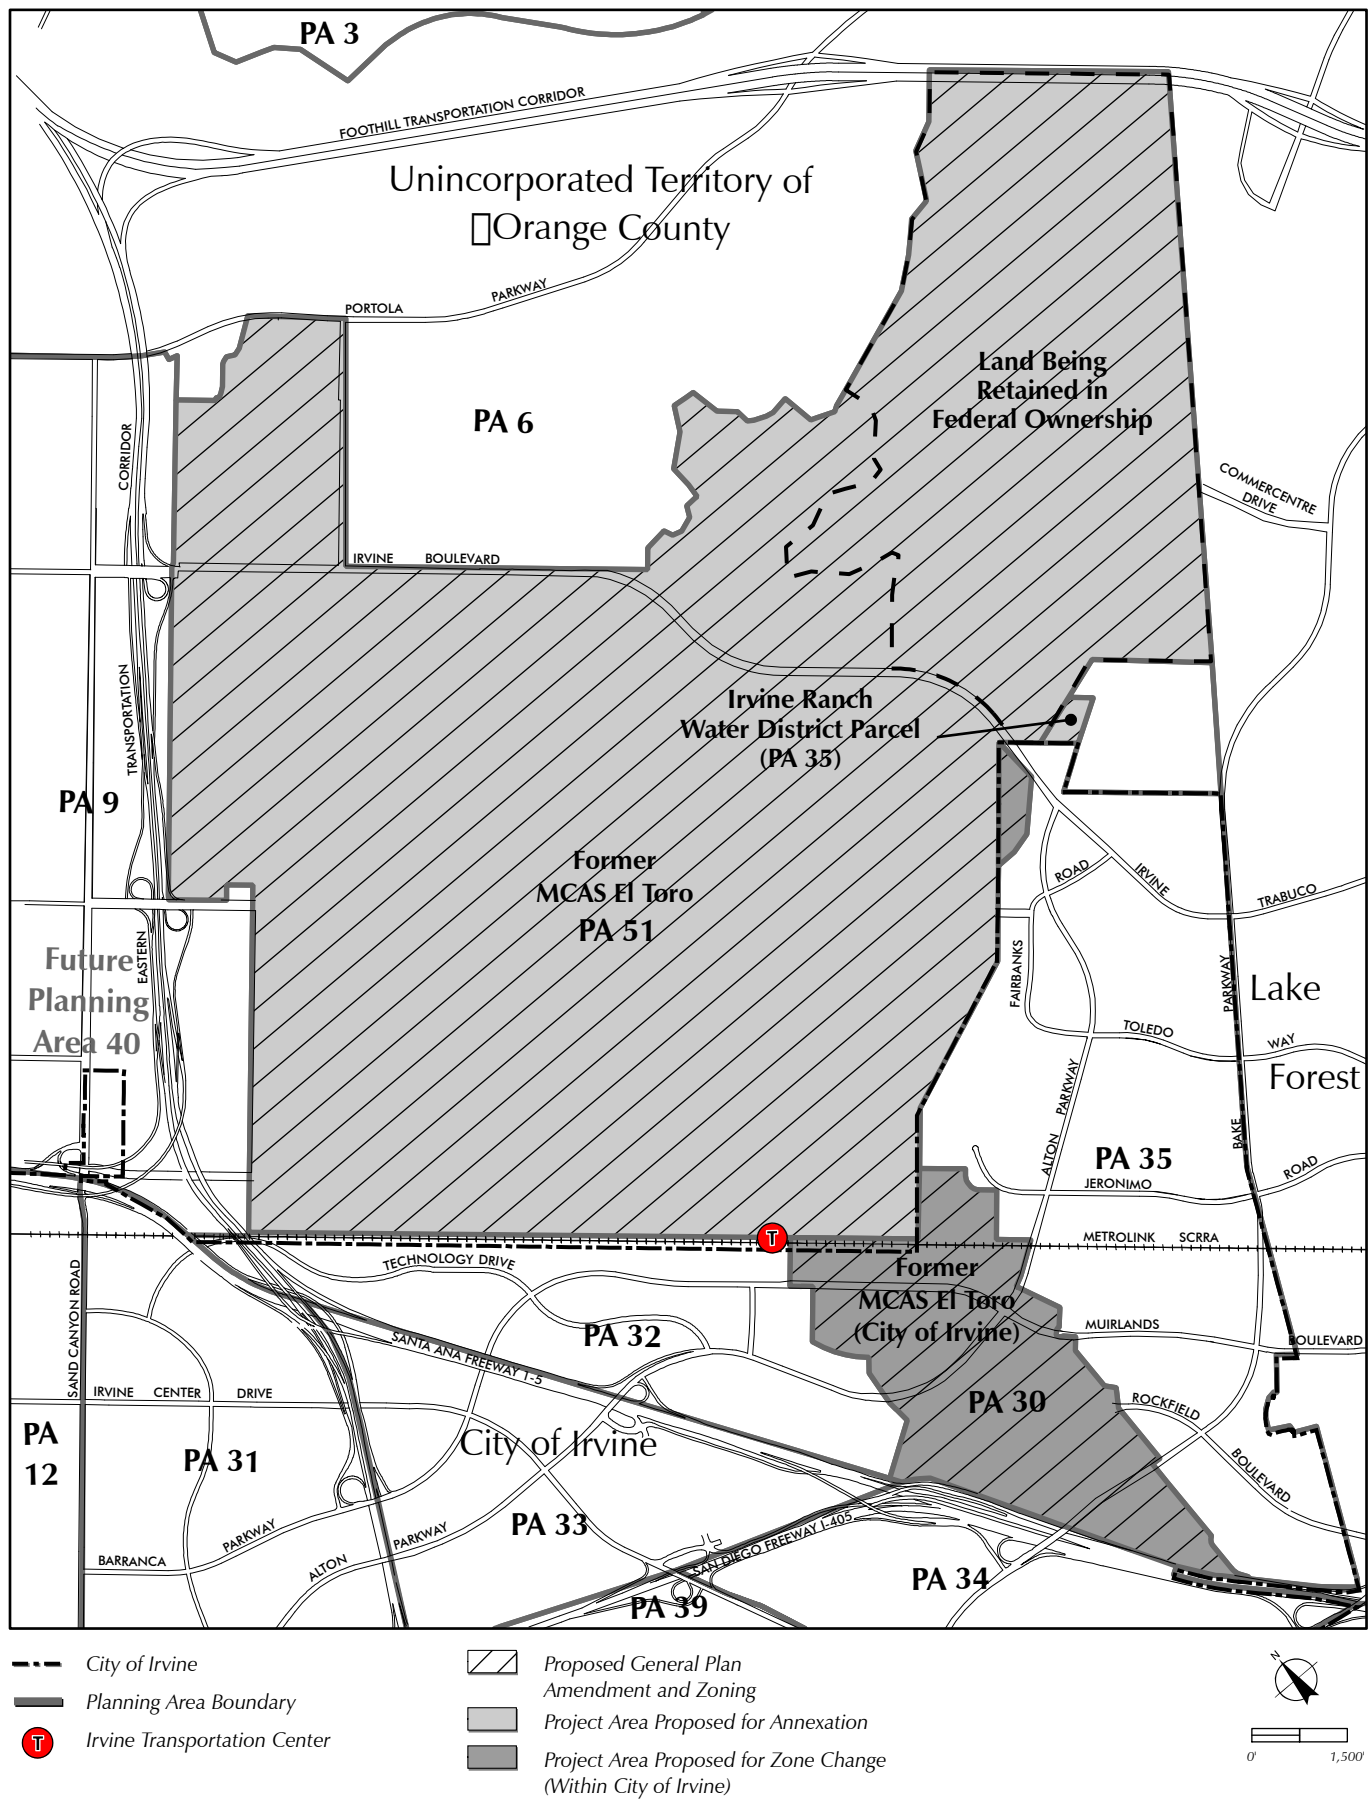 PA 3
FOOTHILL TRANSPORTATION CORRIDOR
Unincorporated Territory of
Orange County
PORTOLA
PARKWAY
Land Being
Retained in
Federal Ownership
PA 6
CORRIDOR
COMMERCENTRE
DRIVE
IRVINE BOULEVARD
TRANSPORTATION
Irvine Ranch
Water District Parcel
(PA 35)
PA 9
Former
MCAS El Toro
PA 51
ROAD
IRVINE
TRABUCO
EASTERN
Future
Planning
Area 40
FAIRBANKS
PARKWAY
Lake
TOLEDO
WAY
Forest
PARKWAY
ALTON
BAKE
PA 35
JERONIMO
ROAD
METROLINK SCRRA
T
TECHNOLOGY DRIVE
Former
MCAS El Toro
(City of Irvine)
SAND CANYON ROAD
PA 32
MUIRLANDS
BOULEVARD
SANTA ANA FREEWAY 1-5
IRVINE CENTER DRIVE
PA 30
ROCKFIELD
BOULEVARD
PA
12
PA 31
City of Irvine
PA 33
SAN DIEGO FREEWAY I-405
PARKWAY
BARRANCA
ALTON
PARKWAY
PA 34
PA 39
City of Irvine
Planning Area Boundary
T
Irvine Transportation Center
Proposed General Plan
Amendment and Zoning
Project Area Proposed for Annexation
Project Area Proposed for Zone Change
(Within City of Irvine)
N
0' 1,500'